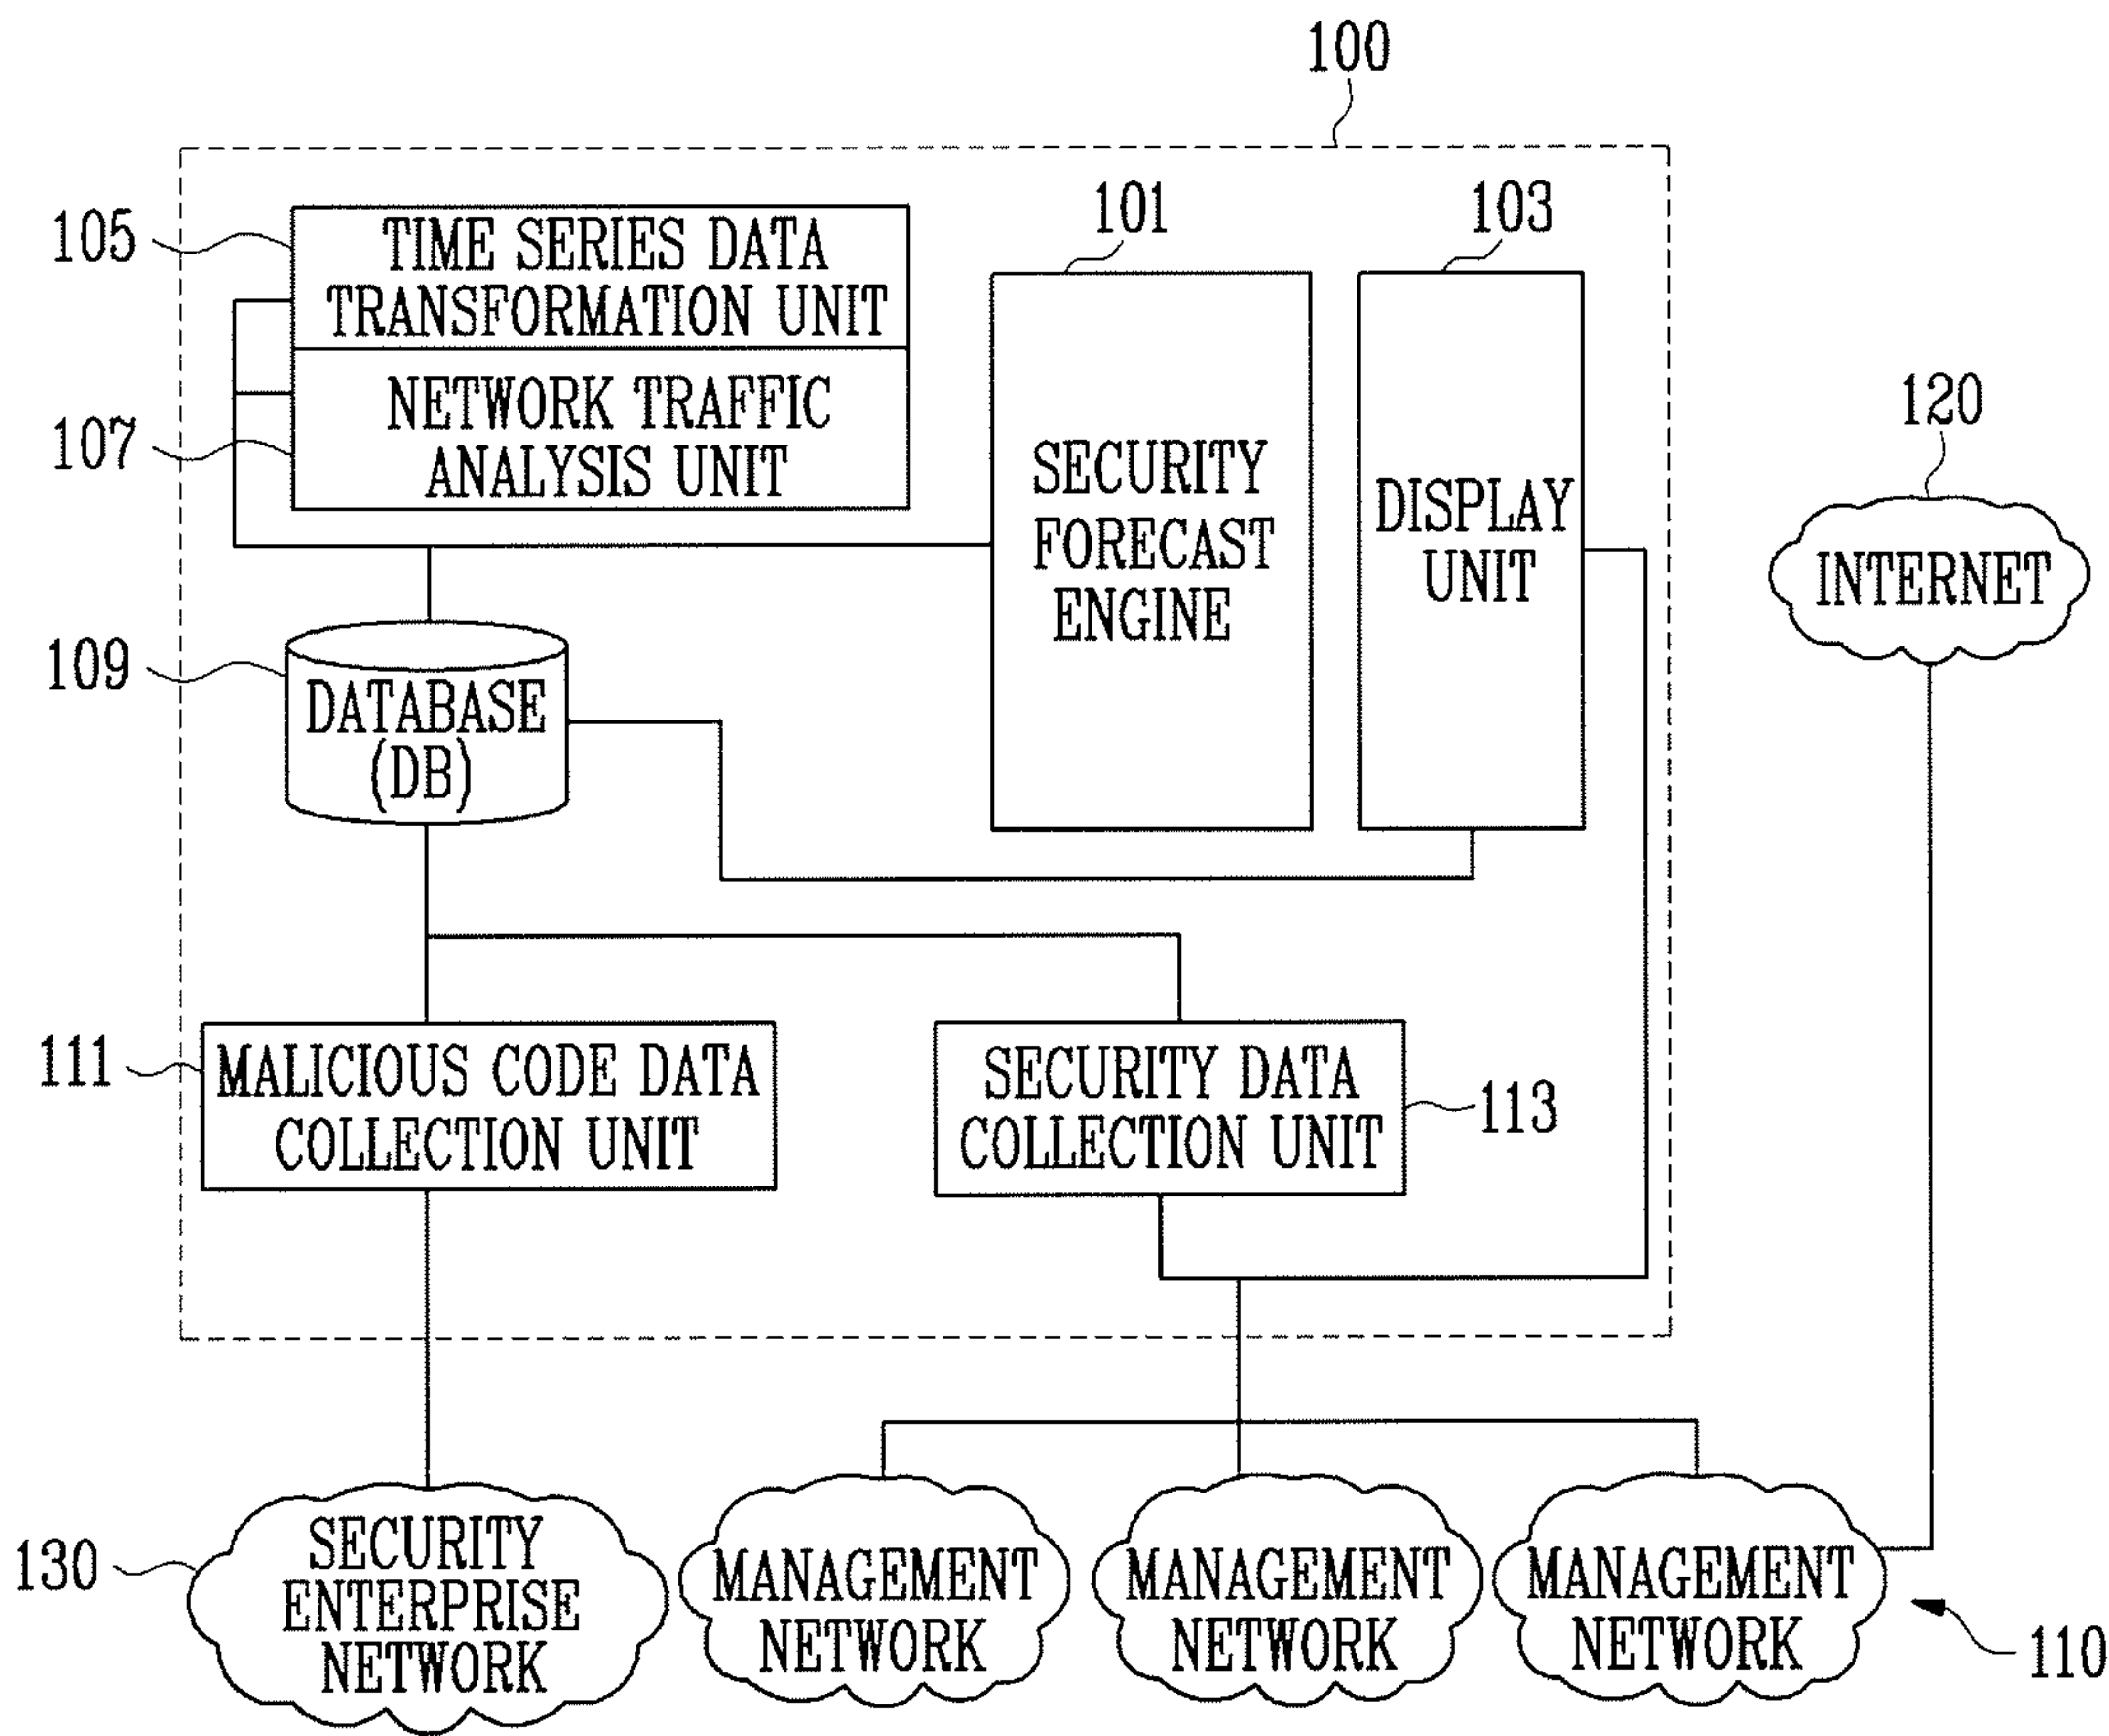 100
105
TIME SERIES DATA
TRANSFORMATION UNIT
107
NETWORK TRAFFIC
ANALYSIS UNIT
101
SECURITY
FORECAST
ENGINE
103
DISPLAY
UNIT
120
INTERNET
109
DATABASE
(DB)
111
MALICIOUS CODE DATA
COLLECTION UNIT
SECURITY DATA
COLLECTION UNIT
113
130
SECURITY
ENTERPRISE
NETWORK
MANAGEMENT
NETWORK
MANAGEMENT
NETWORK
MANAGEMENT
NETWORK
110